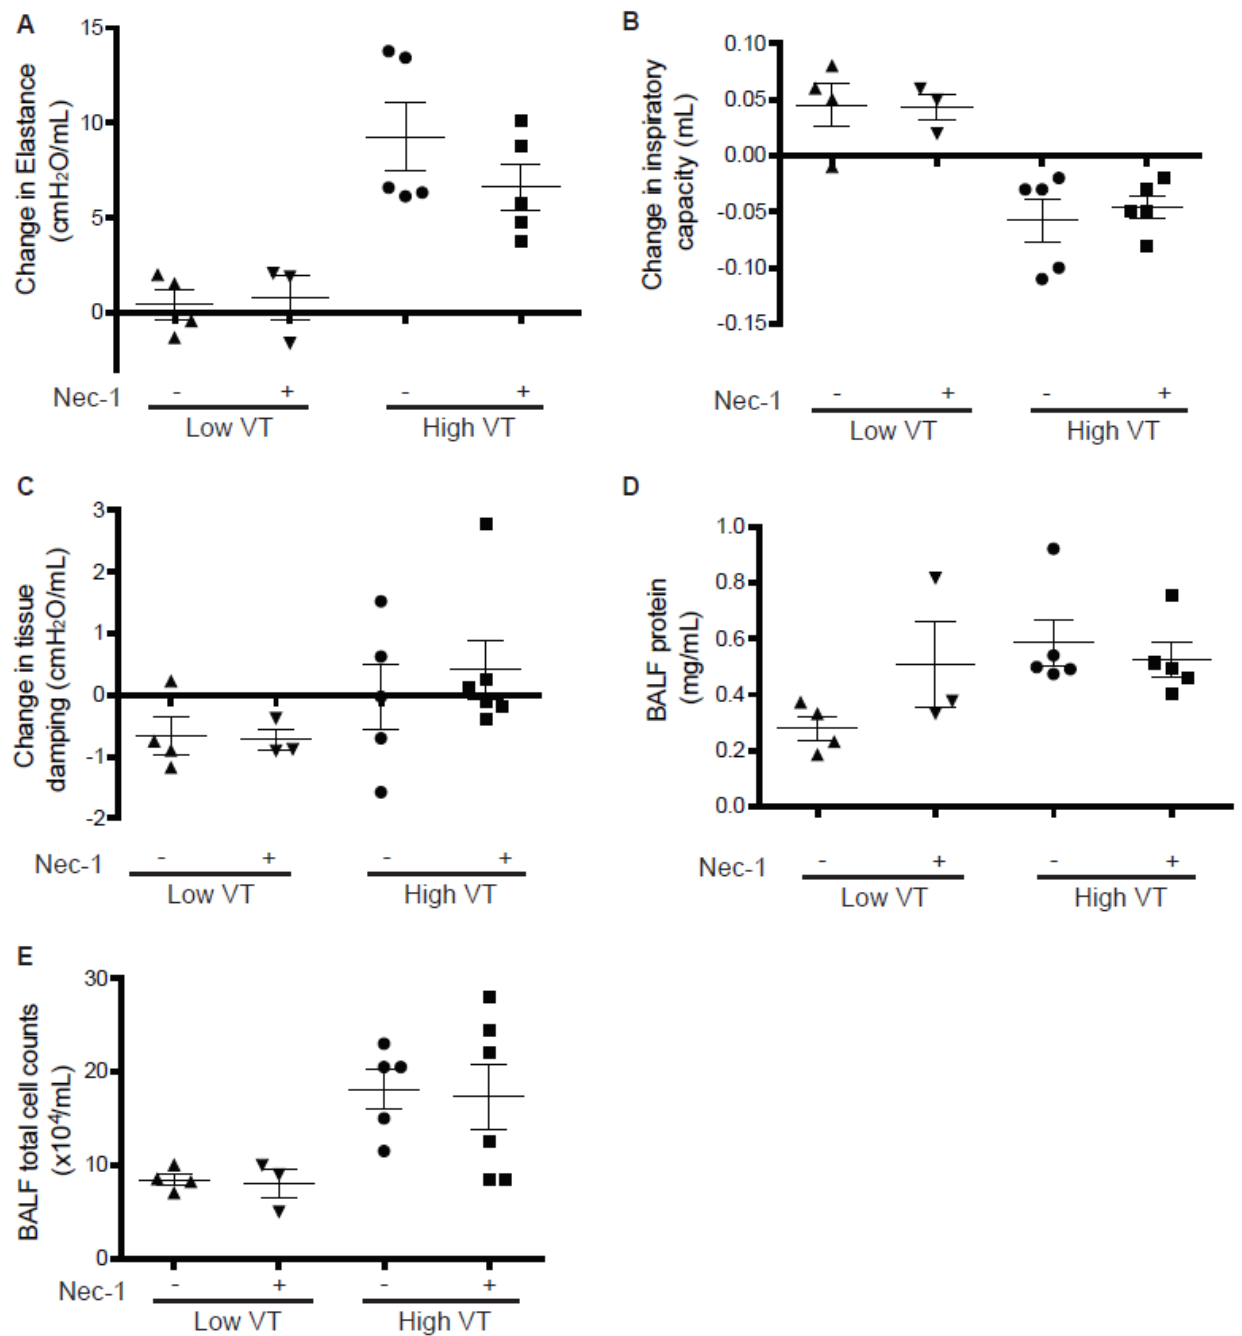 A
Change in Elastance
(cmH₂O/mL)
15
10
5
0
Nec-1 - + - +
Low VT High VT
B
Change in inspiratory
capacity (mL)
0.10
0.05
0.00
-0.05
-0.10
-0.15
Nec-1 - + - +
Low VT High VT
C
Change in tissue
damping (cmH₂O/mL)
3
2
1
0
-1
-2
Nec-1 - + - +
Low VT High VT
D
BALF protein
(mg/mL)
1.0
0.8
0.6
0.4
0.2
0.0
Nec-1 - + - +
Low VT High VT
E
BALF total cell counts
(x10⁴/mL)
30
20
10
0
Nec-1 - + - +
Low VT High VT